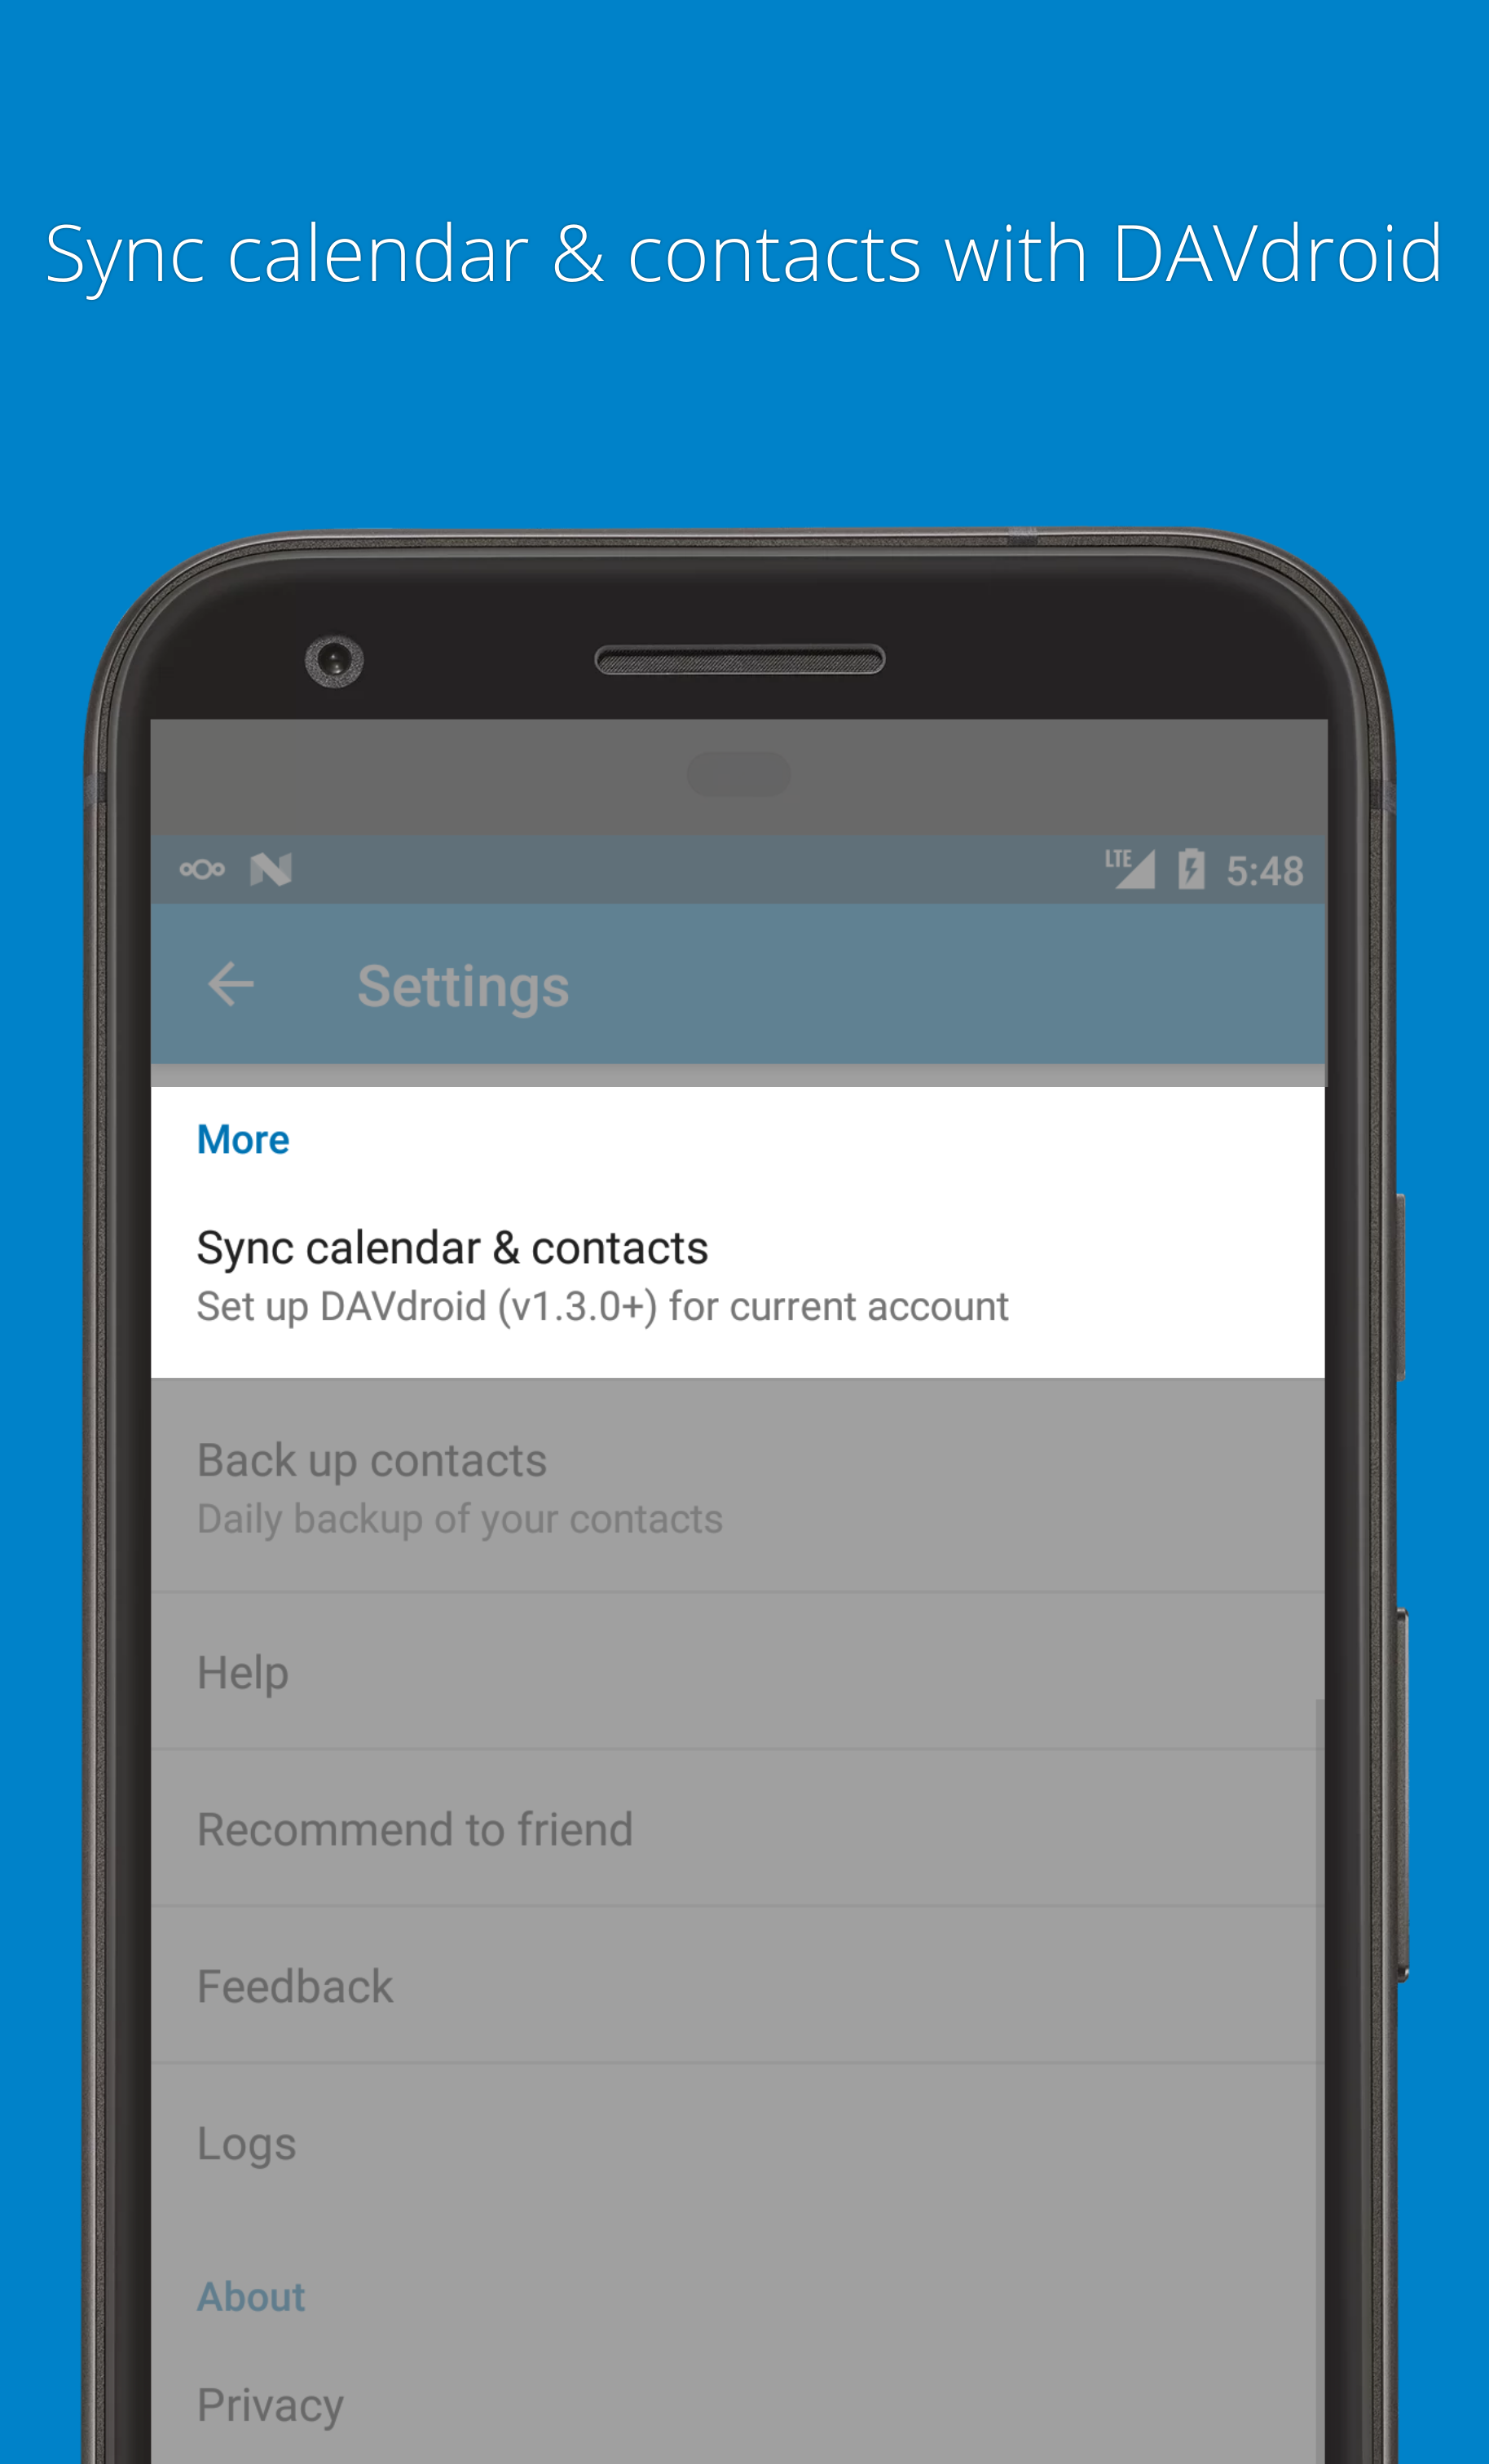 Sync calendar & contacts with DAVdroid
LTE 5:48
Settings
More
Sync calendar & contacts
Set up DAVdroid (v1.3.0+) for current account
Back up contacts
Daily backup of your contacts
Help
Recommend to friend
Feedback
Logs
About
Privacy